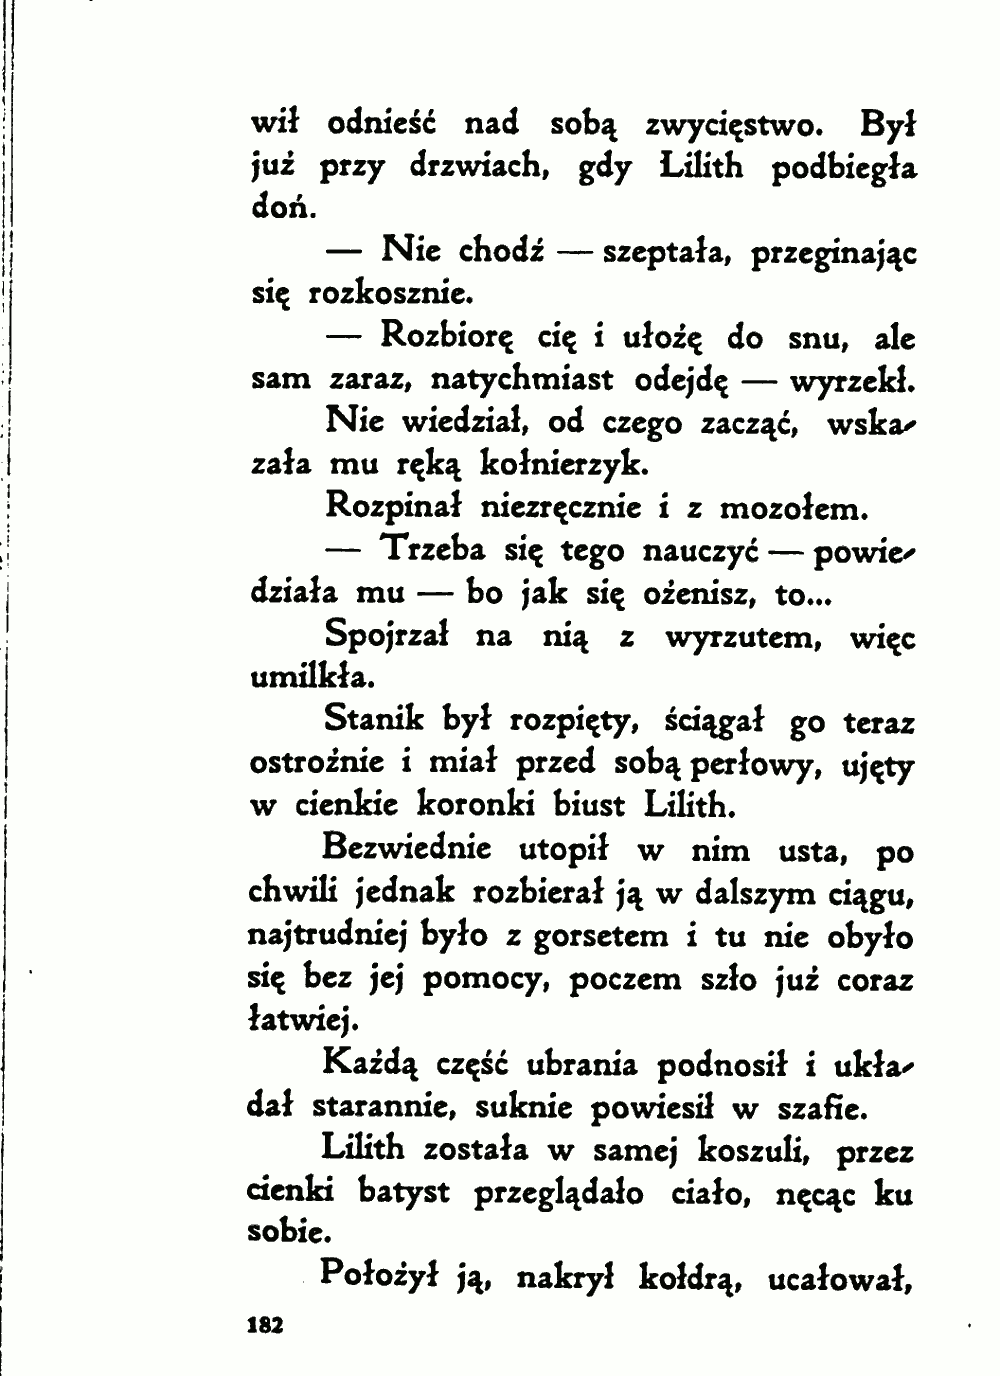 wił odnieść nad sobą zwycięstwo. Był
już przy drzwiach, gdy Lilith podbiegła
doń.
— Nie chodź — szeptała, przeginając
się rozkosznie.
— Rozbiorę cię i ułożę do snu, ale
sam zaraz, natychmiast odejdę — wyrzekł.
Nie wiedział, od czego zacząć, wska-
zała mu ręką kołnierzyk.
Rozpinał niezręcznie i z mozołem.
— Trzeba się tego nauczyć — powie-
działa mu — bo jak się ożenisz, to...
Spojrzał na nią z wyrzutem, więc
umilkła.
Stanik był rozpięty, ściągał go teraz
ostrożnie i miał przed sobą perłowy, ujęty
w cienkie koronki biust Lilith.
Bezwiednie utopił w nim usta, po
chwili jednak rozbierał ją w dalszym ciągu,
najtrudniej było z gorsetem i tu nie obyło
się bez jej pomocy, poczem szło już coraz
łatwiej.
Każdą część ubrania podnosił i ukła-
dał starannie, suknie powiesił w szafie.
Lilith została w samej koszuli, przez
cienki batyst przeglądało ciało, nęcąc ku
sobie.
Położył ją, nakrył kołdrą, ucałował,
182